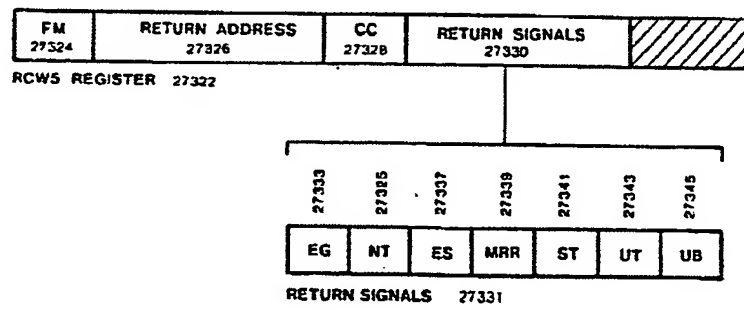 FM RETURN ADDRESS CC RETURN SIGNALS
27324 27326 27328 27330
RCWS REGISTER 27322
27333 27325 27337 27339 27341 27343 27345
EG NT ES MRR ST UT UB
RETURN SIGNALS 27331